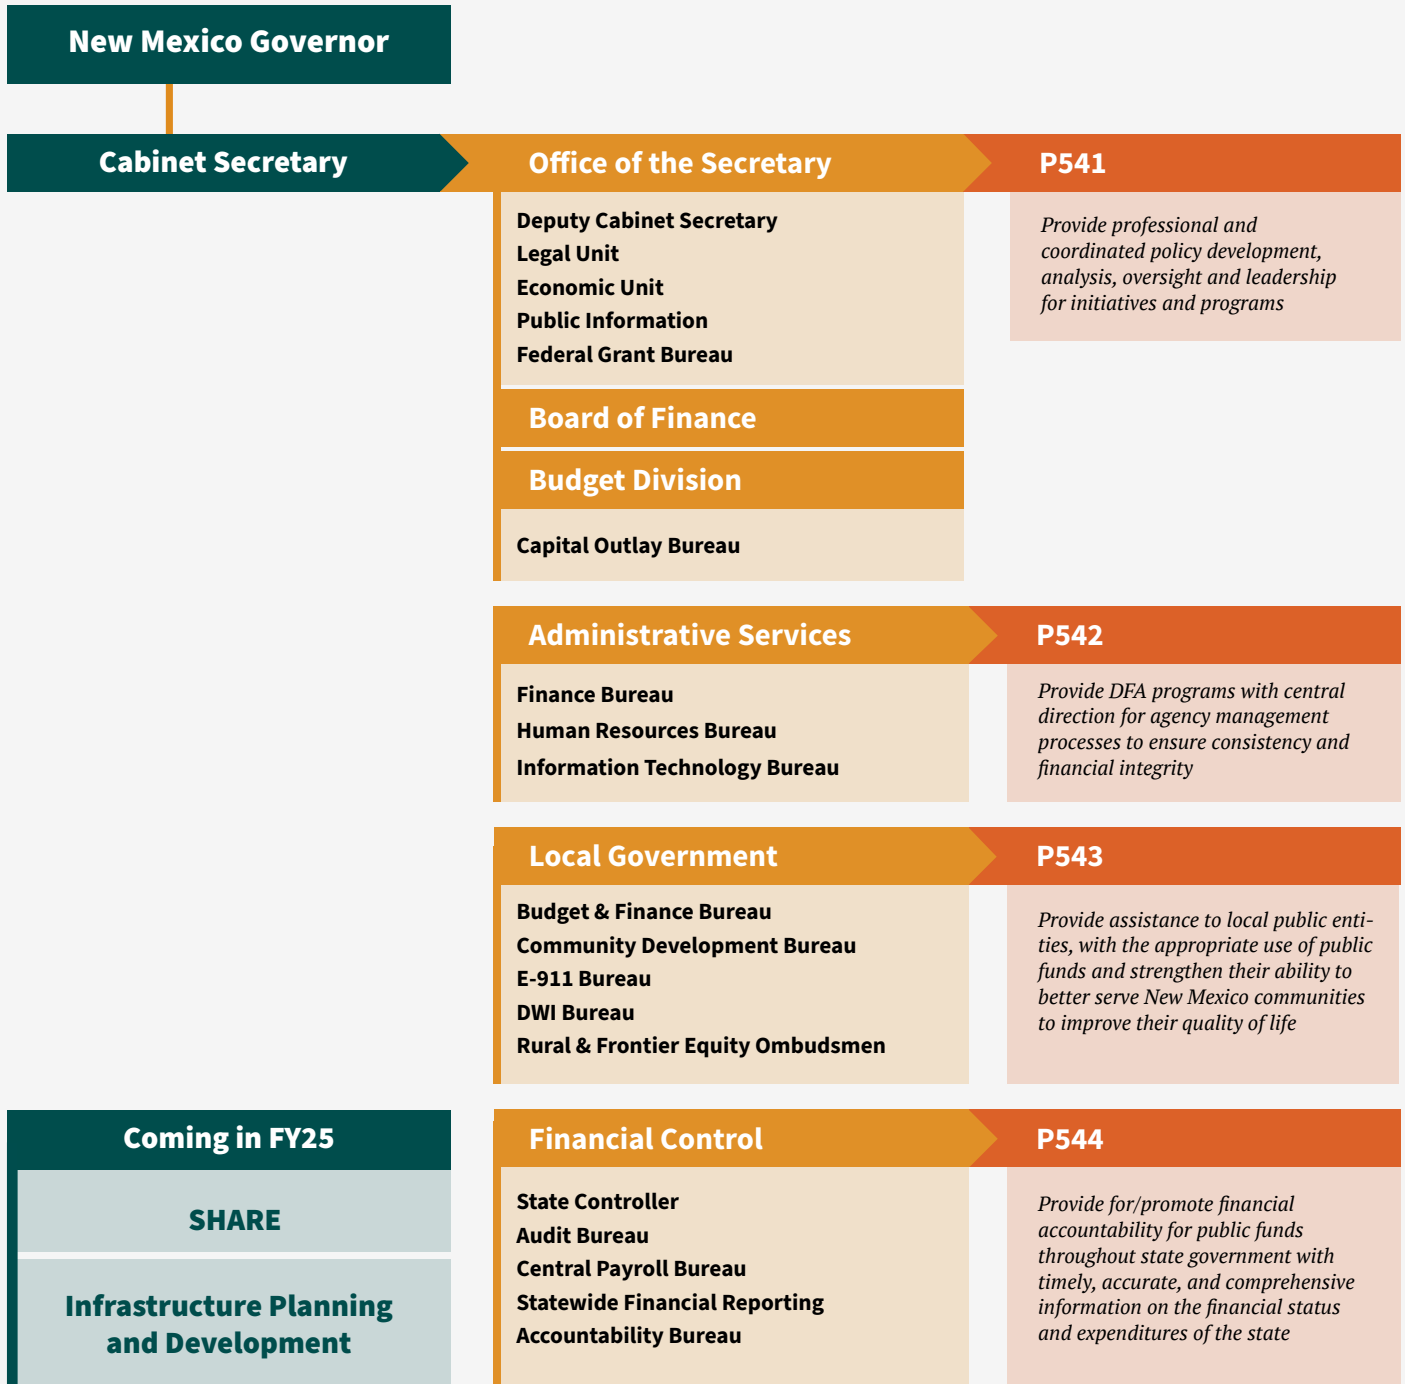 New Mexico Governor
Cabinet Secretary
Office of the Secretary
P541
Deputy Cabinet Secretary
Legal Unit
Economic Unit
Public Information
Federal Grant Bureau
Provide professional and
coordinated policy development,
analysis, oversight and leadership
for initiatives and programs
Board of Finance
Budget Division
Capital Outlay Bureau
Administrative Services
P542
Finance Bureau
Human Resources Bureau
Information Technology Bureau
Provide DFA programs with central
direction for agency management
processes to ensure consistency and
financial integrity
Local Government
P543
Budget & Finance Bureau
Community Development Bureau
E-911 Bureau
DWI Bureau
Rural & Frontier Equity Ombudsmen
Provide assistance to local public enti-
ties, with the appropriate use of public
funds and strengthen their ability to
better serve New Mexico communities
to improve their quality of life
Coming in FY25
SHARE
Infrastructure Planning
and Development
Financial Control
P544
State Controller
Audit Bureau
Central Payroll Bureau
Statewide Financial Reporting
Accountability Bureau
Provide for/promote financial
accountability for public funds
throughout state government with
timely, accurate, and comprehensive
information on the financial status
and expenditures of the state